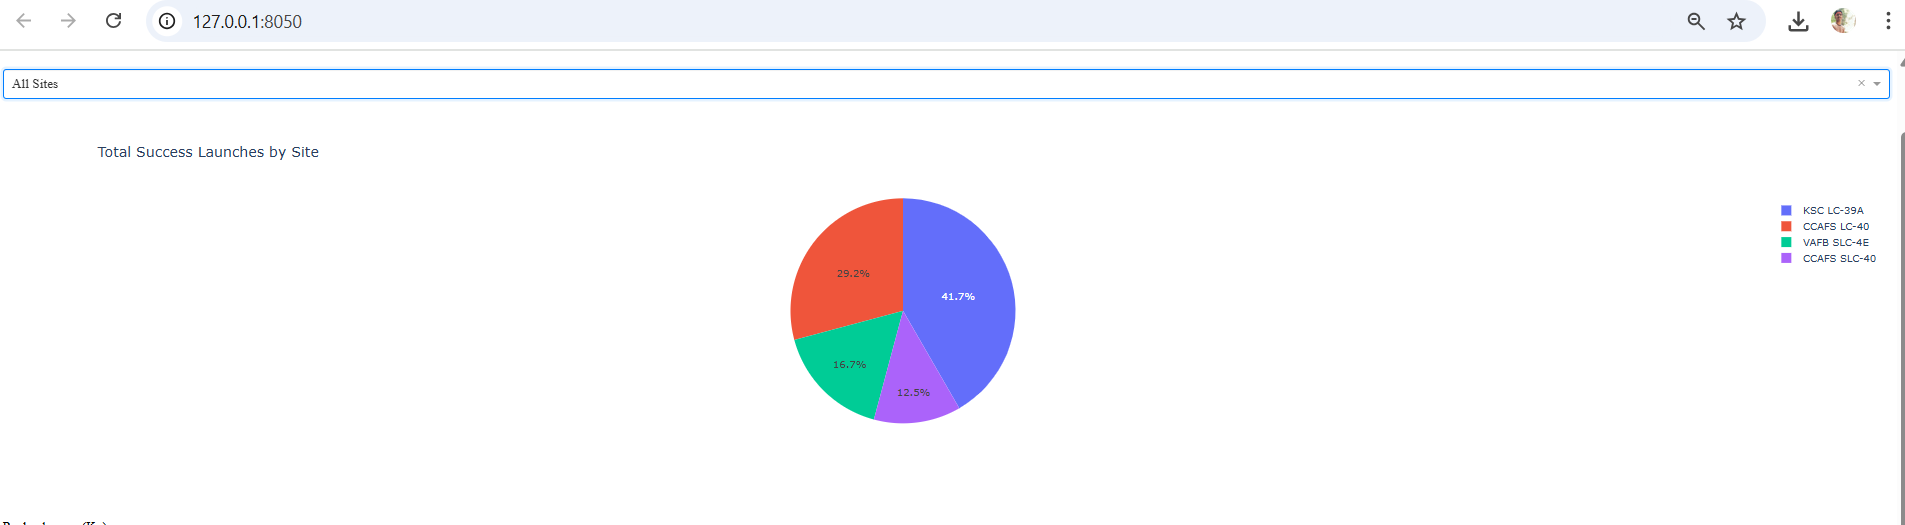 127.0.0.1:8050
All Sites
Total Success Launches by Site
KSC LC-39A
CCAFS LC-40
VAFB SLC-4E
CCAFS SLC-40
29.2%
41.7%
16.7%
12.5%